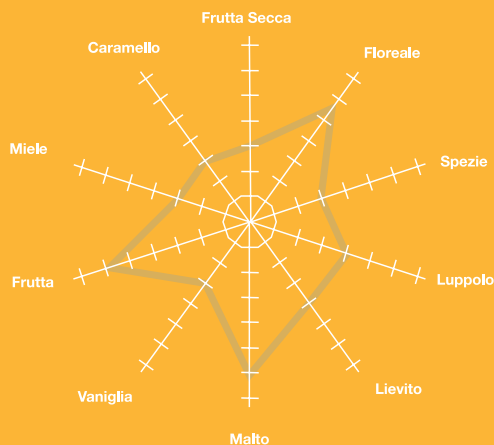 Frutta Secca
Caramello
Floreale
Miele
Spezie
Frutta
Luppolo
Vaniglia
Lievito
Malto